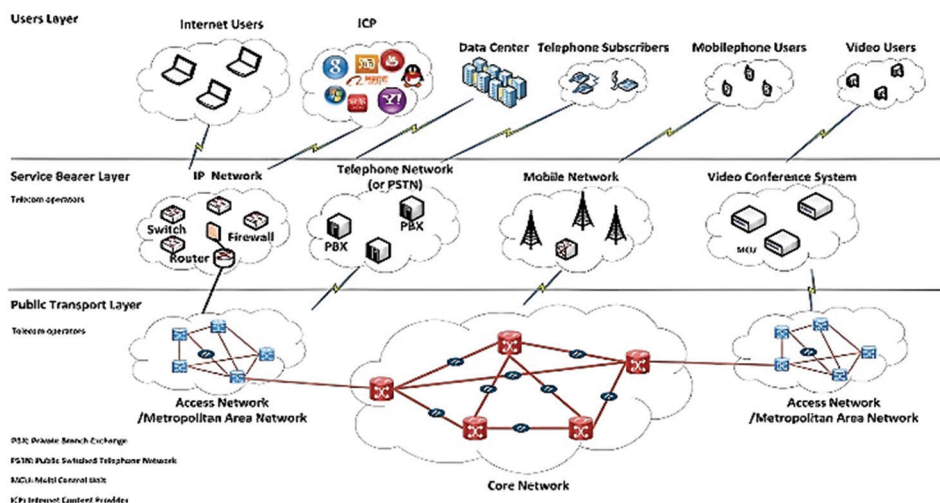 Users Layer
Internet Users
ICP
Data Center
Telephone Subscribers
Mobilephone Users
Video Users
Service Bearer Layer
Telecom operators
IP Network
Telephone Network
(or PSTN)
Mobile Network
Video Conference System
Switch
Firewall
Router
PBX
PBX
MCU
Public Transport Layer
Telecom operators
Access Network
/Metropolitan Area Network
Access Network
/Metropolitan Area Network
Core Network
PBX: Private Branch Exchange
PSTN: Public Switched Telephone Network
MCU: Multi Control Unit
ICP: Internet Content Provider